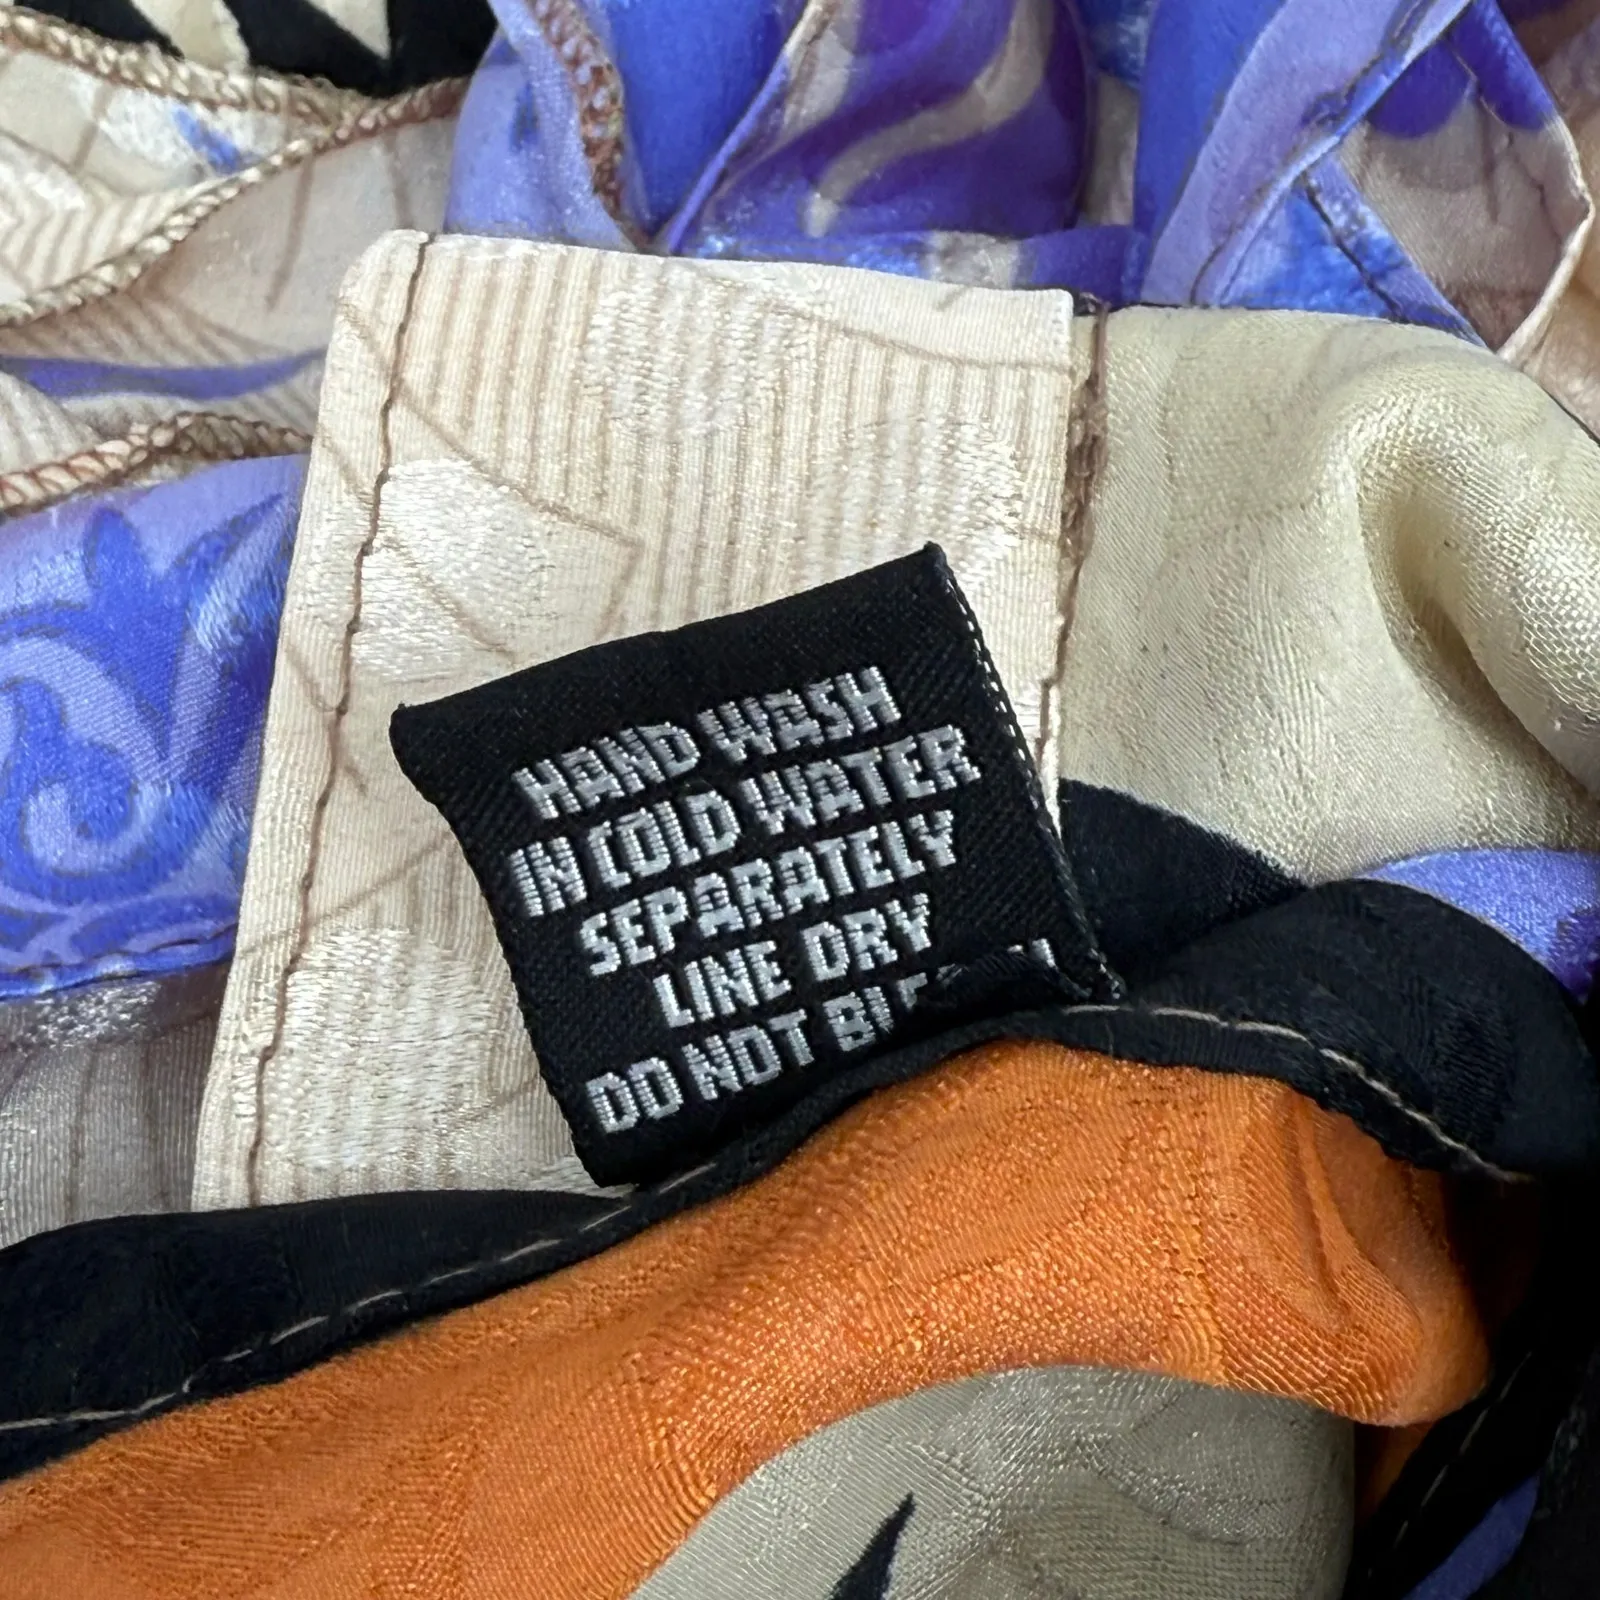 HAND WASH
IN COLD WATER
SEPARATELY
LINE DRY
DO NOT